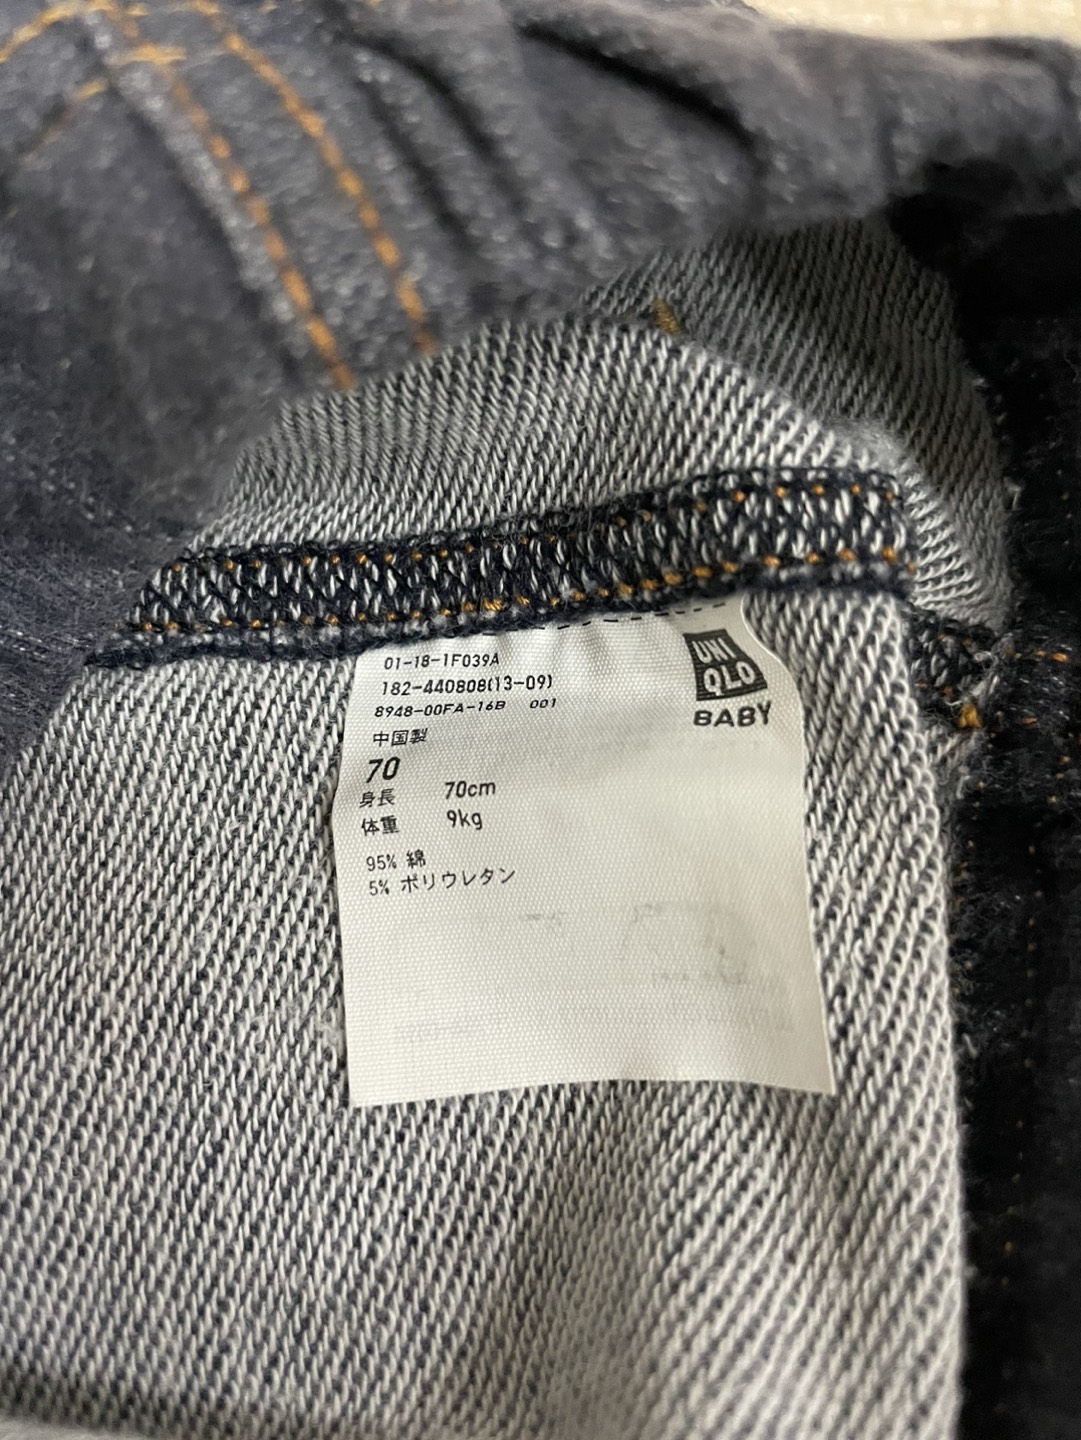 01-18-1F039A
182-440808(13-09)
8948-00FA-16B 001
中国製
70
身長 70cm
体重 9kg
95% 綿
5% ポリウレタン
UNI
QLO
BABY